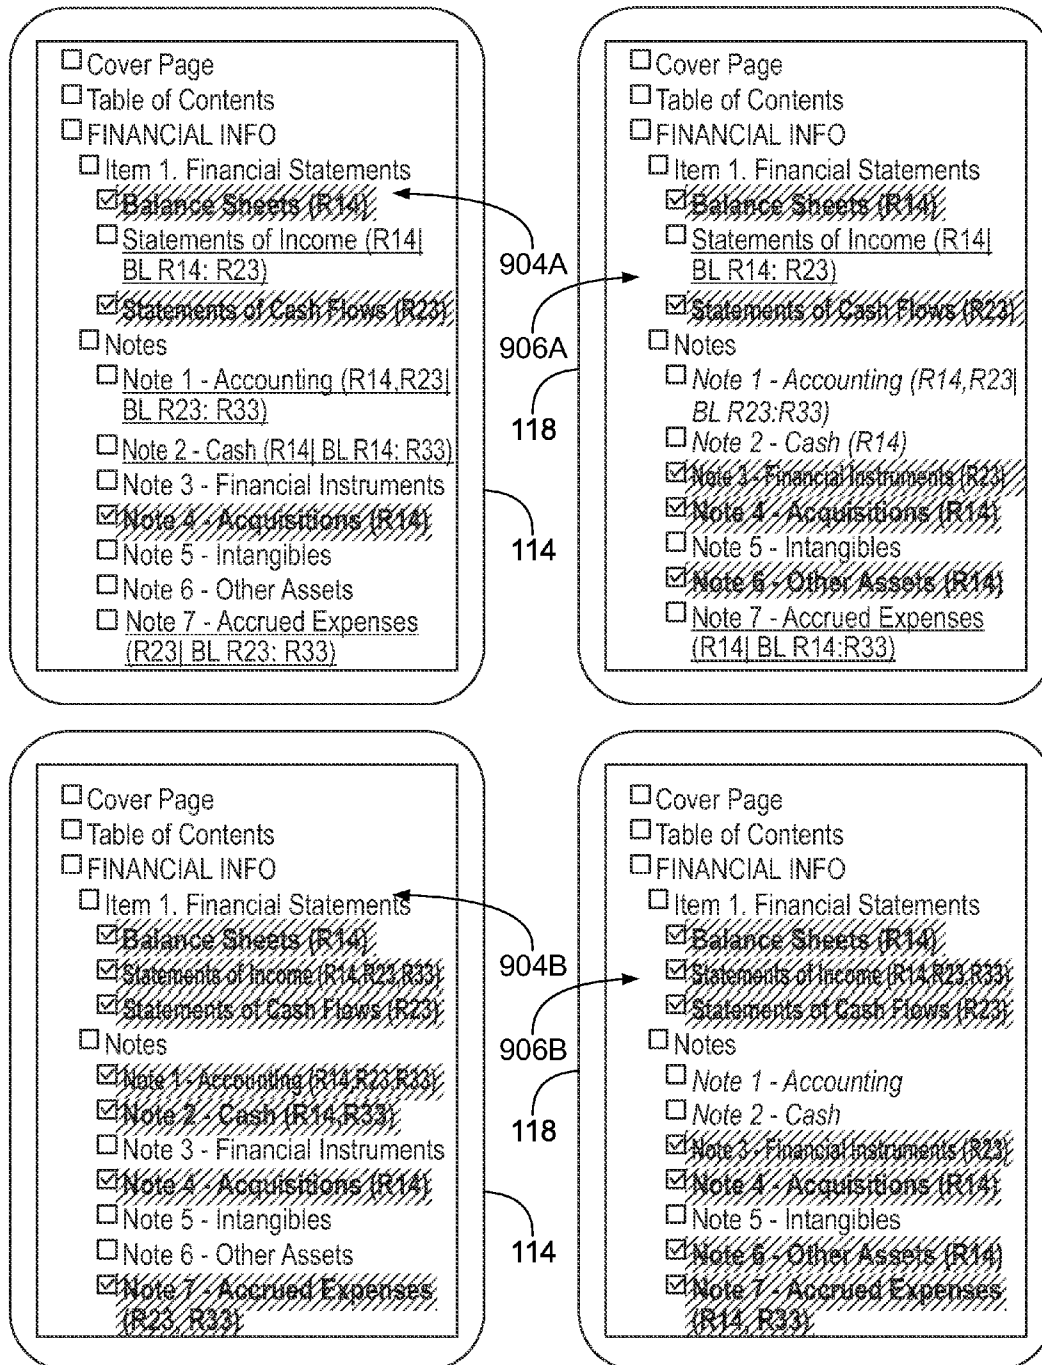 Cover Page
Table of Contents
FINANCIAL INFO
Item 1. Financial Statements
Balance Sheets (R14)
Statements of Income (R14|
BL R14: R23)
Statements of Cash Flows (R23)
Notes
Note 1 - Accounting (R14,R23|
BL R23: R33)
Note 2 - Cash (R14| BL R14: R33)
Note 3 - Financial Instruments
Note 4 - Acquisitions (R14)
Note 5 - Intangibles
Note 6 - Other Assets
Note 7 - Accrued Expenses
(R23| BL R23: R33)
904A
906A
118
114
Cover Page
Table of Contents
FINANCIAL INFO
Item 1. Financial Statements
Balance Sheets (R14)
Statements of Income (R14|
BL R14: R23)
Statements of Cash Flows (R23)
Notes
Note 1 - Accounting (R14,R23|
BL R23:R33)
Note 2 - Cash (R14)
Note 3 - Financial Instruments (R23)
Note 4 - Acquisitions (R14)
Note 5 - Intangibles
Note 6 - Other Assets (R14)
Note 7 - Accrued Expenses
(R14| BL R14:R33)
Cover Page
Table of Contents
FINANCIAL INFO
Item 1. Financial Statements
Balance Sheets (R14)
Statements of Income (R14,R23,R33)
Statements of Cash Flows (R23)
Notes
Note 1 - Accounting (R14,R23,R33)
Note 2 - Cash (R14,R33)
Note 3 - Financial Instruments
Note 4 - Acquisitions (R14)
Note 5 - Intangibles
Note 6 - Other Assets
Note 7 - Accrued Expenses
(R23, R33)
904B
906B
118
114
Cover Page
Table of Contents
FINANCIAL INFO
Item 1. Financial Statements
Balance Sheets (R14)
Statements of Income (R14,R23,R33)
Statements of Cash Flows (R23)
Notes
Note 1 - Accounting
Note 2 - Cash
Note 3 - Financial Instruments (R23)
Note 4 - Acquisitions (R14)
Note 5 - Intangibles
Note 6 - Other Assets (R14)
Note 7 - Accrued Expenses
(R14, R33)